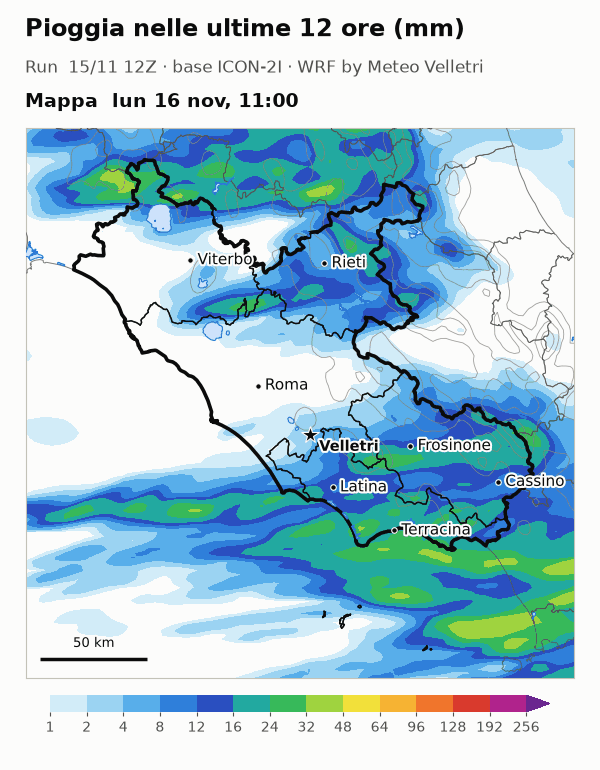 Pioggia nelle ultime 12 ore (mm)
Run 15/11 12Z · base ICON-2I · WRF by Meteo Velletri
Mappa lun 16 nov, 11:00
Viterbo
Rieti
Roma
Velletri
Frosinone
Cassino
Latina
Terracina
50 km
1 2 4 8 12 16 24 32 48 64 96 128 192 256